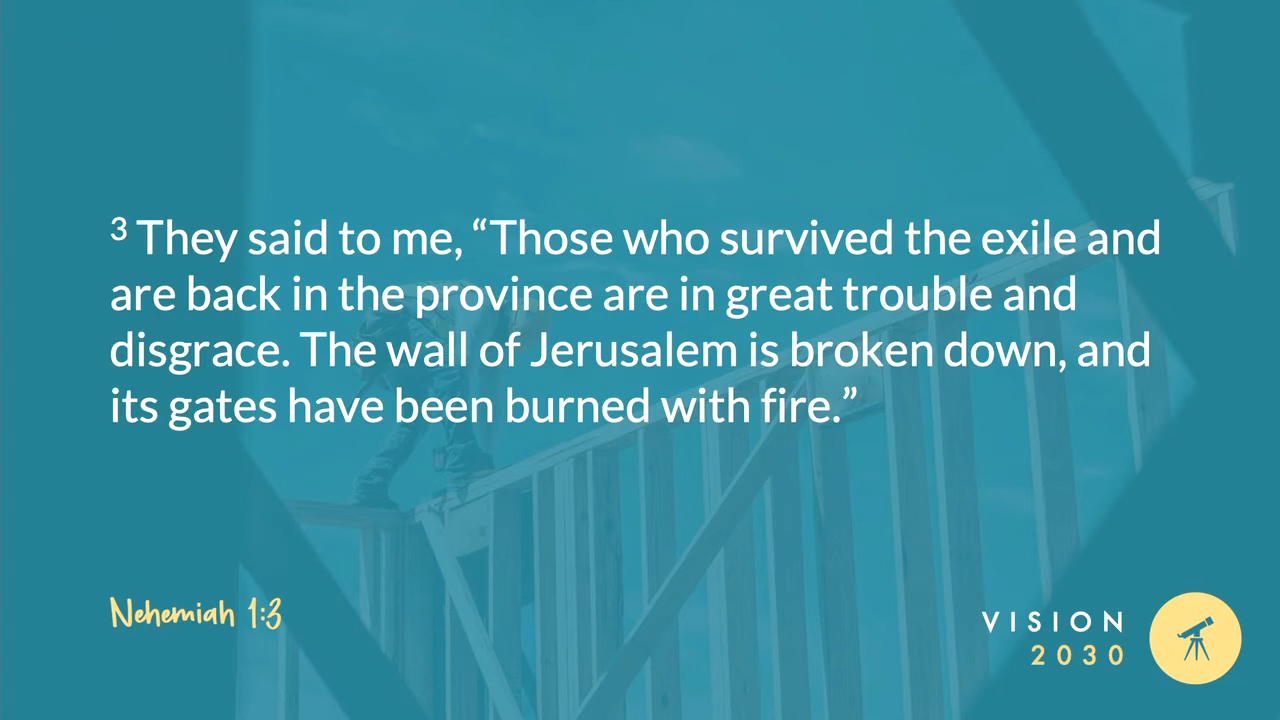 ³ They said to me, “Those who survived the exile and
are back in the province are in great trouble and
disgrace. The wall of Jerusalem is broken down, and
its gates have been burned with fire.”
Nehemiah 1:3
VISION
2030